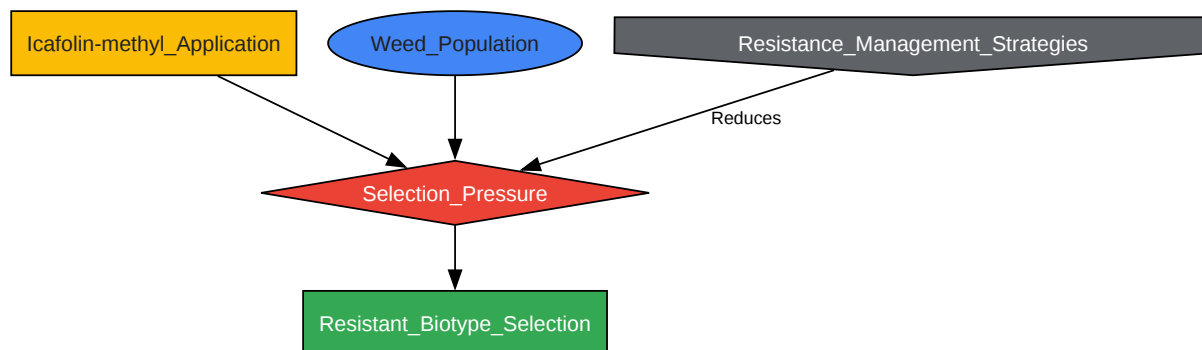 Icafolin-methyl_Application
Weed_Population
Resistance_Management_Strategies
Reduces
Selection_Pressure
Resistant_Biotype_Selection